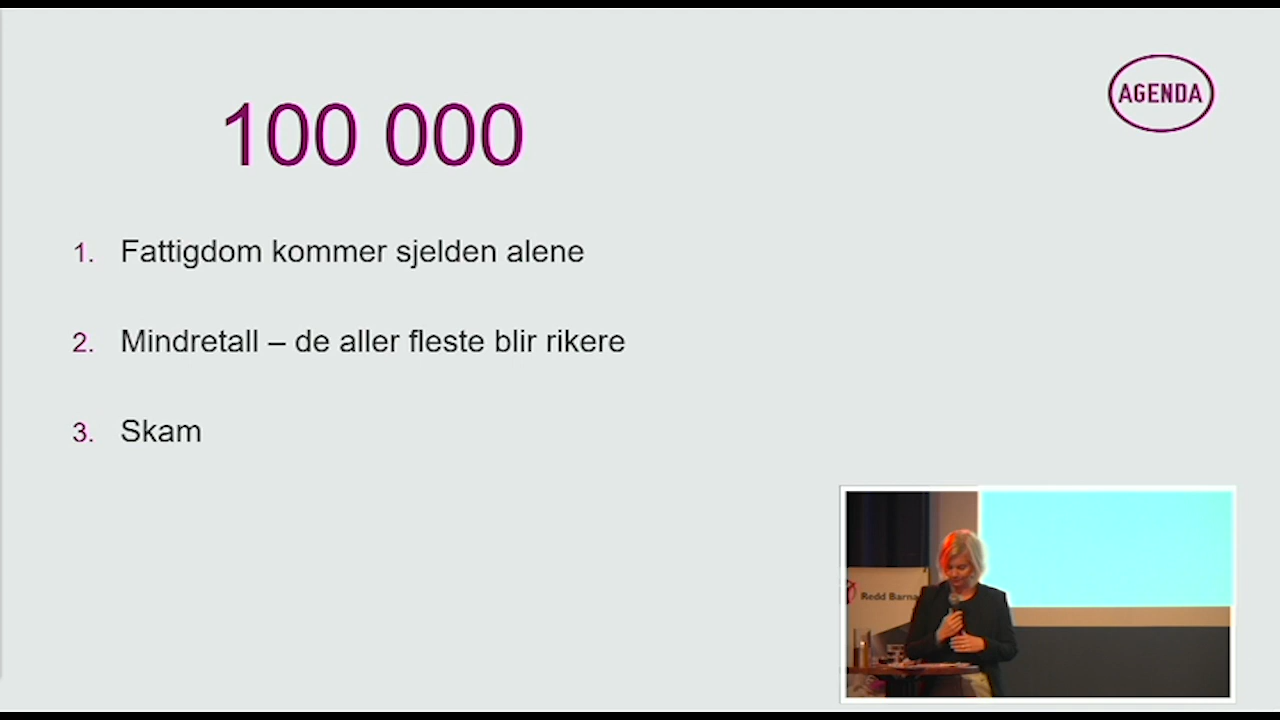 AGENDA
100 000
1. Fattigdom kommer sjelden alene
2. Mindretall – de aller fleste blir rikere
3. Skam
Redd Barna